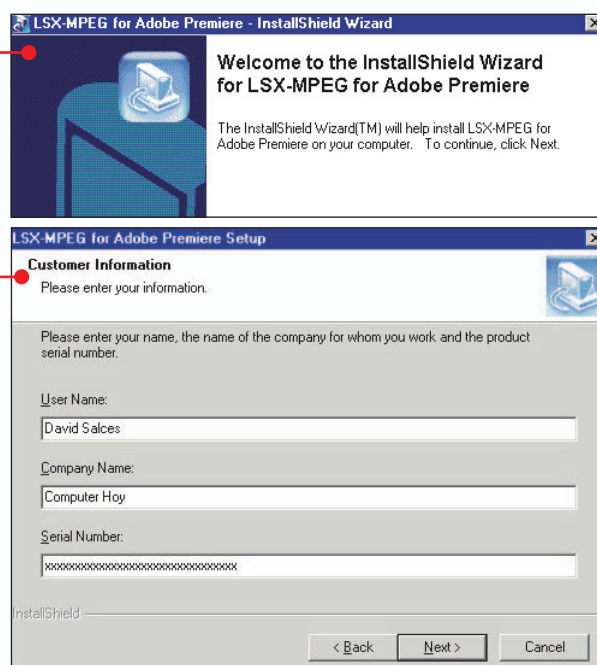 LSX-MPEG for Adobe Premiere - InstallShield Wizard
Welcome to the InstallShield Wizard
for LSX-MPEG for Adobe Premiere
The InstallShield Wizard(TM) will help install LSX-MPEG for
Adobe Premiere on your computer. To continue, click Next.
LSX-MPEG for Adobe Premiere Setup
Customer Information
Please enter your information.
Please enter your name, the name of the company for whom you work and the product
serial number.
User Name:
David Salces
Company Name:
Computer Hoy
Serial Number:
xxxxxxxxxxxxxxxxxxxxxxxxxxxxxxxx
InstallShield
< Back
Next >
Cancel